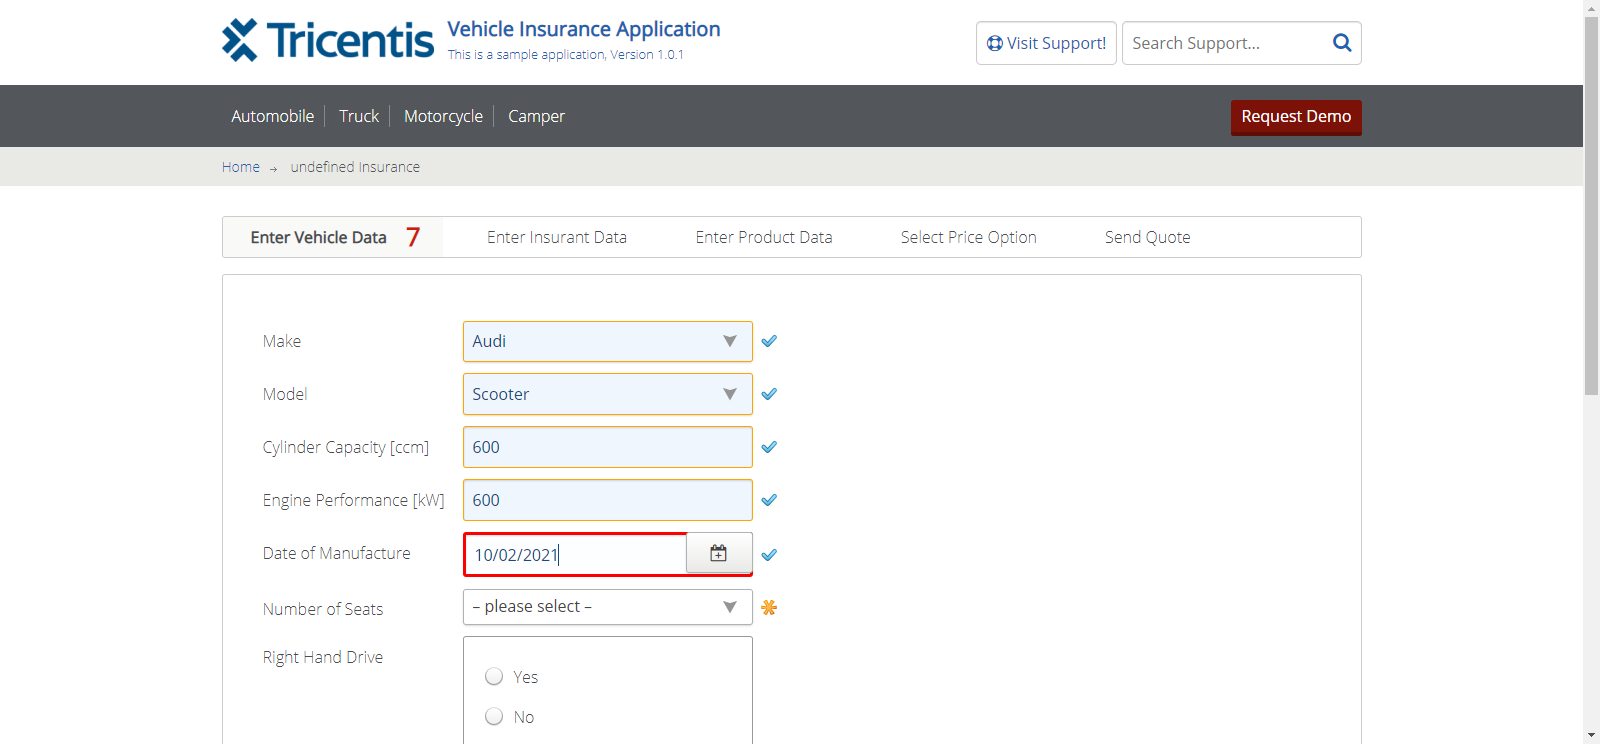 Tricentis
Vehicle Insurance Application
This is a sample application, Version 1.0.1
Visit Support!
Search Support...
Automobile
Truck
Motorcycle
Camper
Request Demo
Home → undefined Insurance
Enter Vehicle Data 7
Enter Insurant Data
Enter Product Data
Select Price Option
Send Quote
Make
Audi
Model
Scooter
Cylinder Capacity [ccm]
600
Engine Performance [kW]
600
Date of Manufacture
10/02/2021
Number of Seats
– please select –
Right Hand Drive
Yes
No